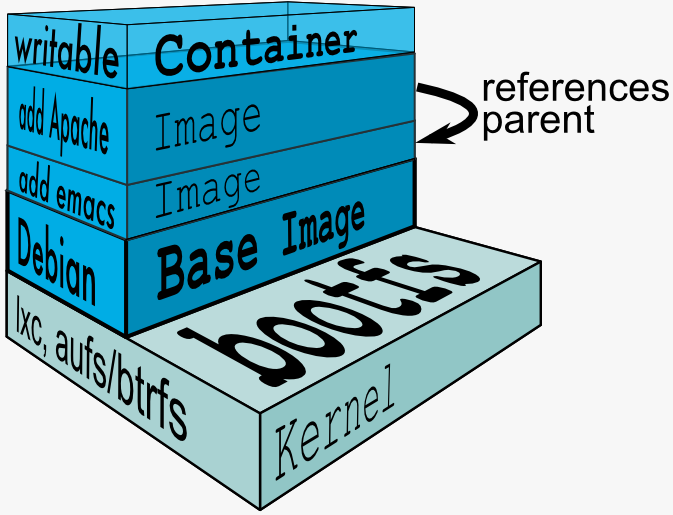 writable Container
references
parent
add Apache Image
add emacs Image
Debian Base Image
bootfs
lxc, aufs/btrfs
Kernel